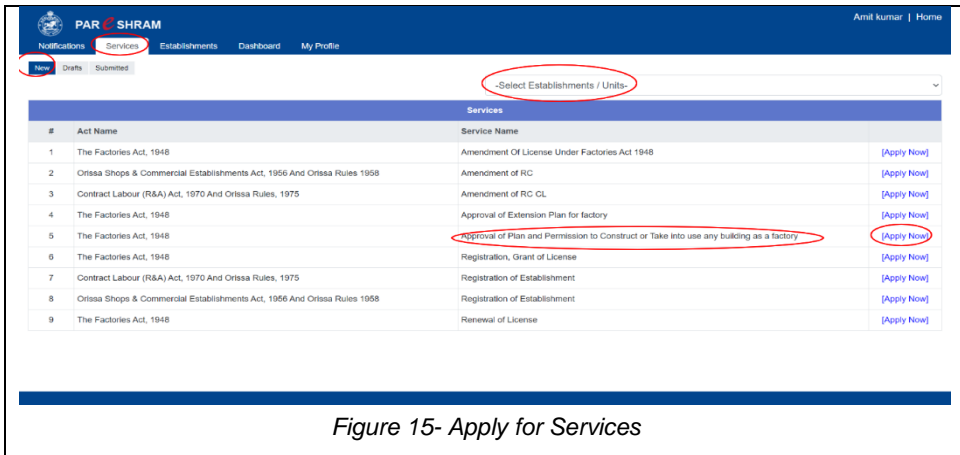 PAR e SHRAM
Amit kumar | Home
Notifications Services Establishments Dashboard My Profile
New Drafts Submitted
-Select Establishments / Units-
Services
# Act Name Service Name
1 The Factories Act, 1948 Amendment Of License Under Factories Act 1948 [Apply Now]
2 Orissa Shops & Commercial Establishments Act, 1956 And Orissa Rules 1958 Amendment of RC [Apply Now]
3 Contract Labour (R&A) Act, 1970 And Orissa Rules, 1975 Amendment of RC CL [Apply Now]
4 The Factories Act, 1948 Approval of Extension Plan for factory [Apply Now]
5 The Factories Act, 1948 Approval of Plan and Permission to Construct or Take into use any building as a factory [Apply Now]
6 The Factories Act, 1948 Registration, Grant of License [Apply Now]
7 Contract Labour (R&A) Act, 1970 And Orissa Rules, 1975 Registration of Establishment [Apply Now]
8 Orissa Shops & Commercial Establishments Act, 1956 And Orissa Rules 1958 Registration of Establishment [Apply Now]
9 The Factories Act, 1948 Renewal of License [Apply Now]
Figure 15- Apply for Services